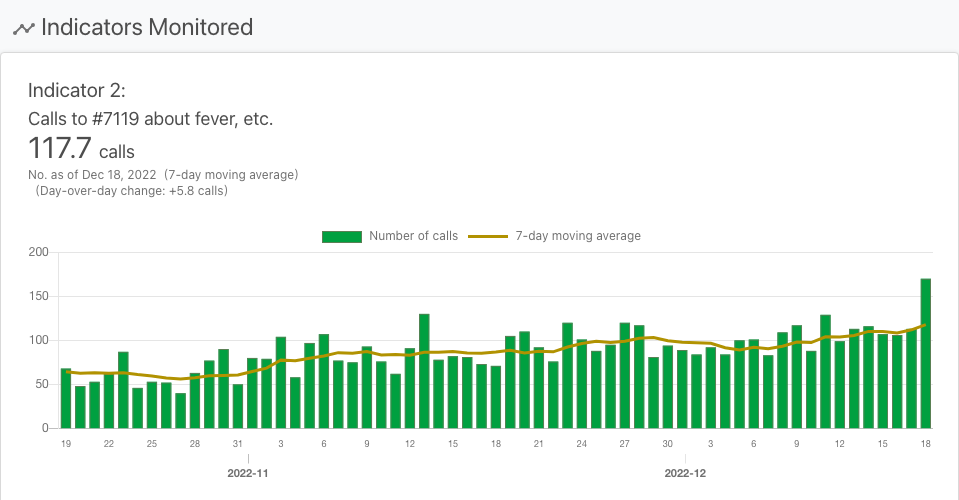 Indicators Monitored
Indicator 2:
Calls to #7119 about fever, etc.
117.7 calls
No. as of Dec 18, 2022 (7-day moving average)
(Day-over-day change: +5.8 calls)
Number of calls 7-day moving average
200
150
100
50
0
19 22 25 28 31 3 6 9 12 15 18 21 24 27 30 3 6 9 12 15 18
2022-11 2022-12